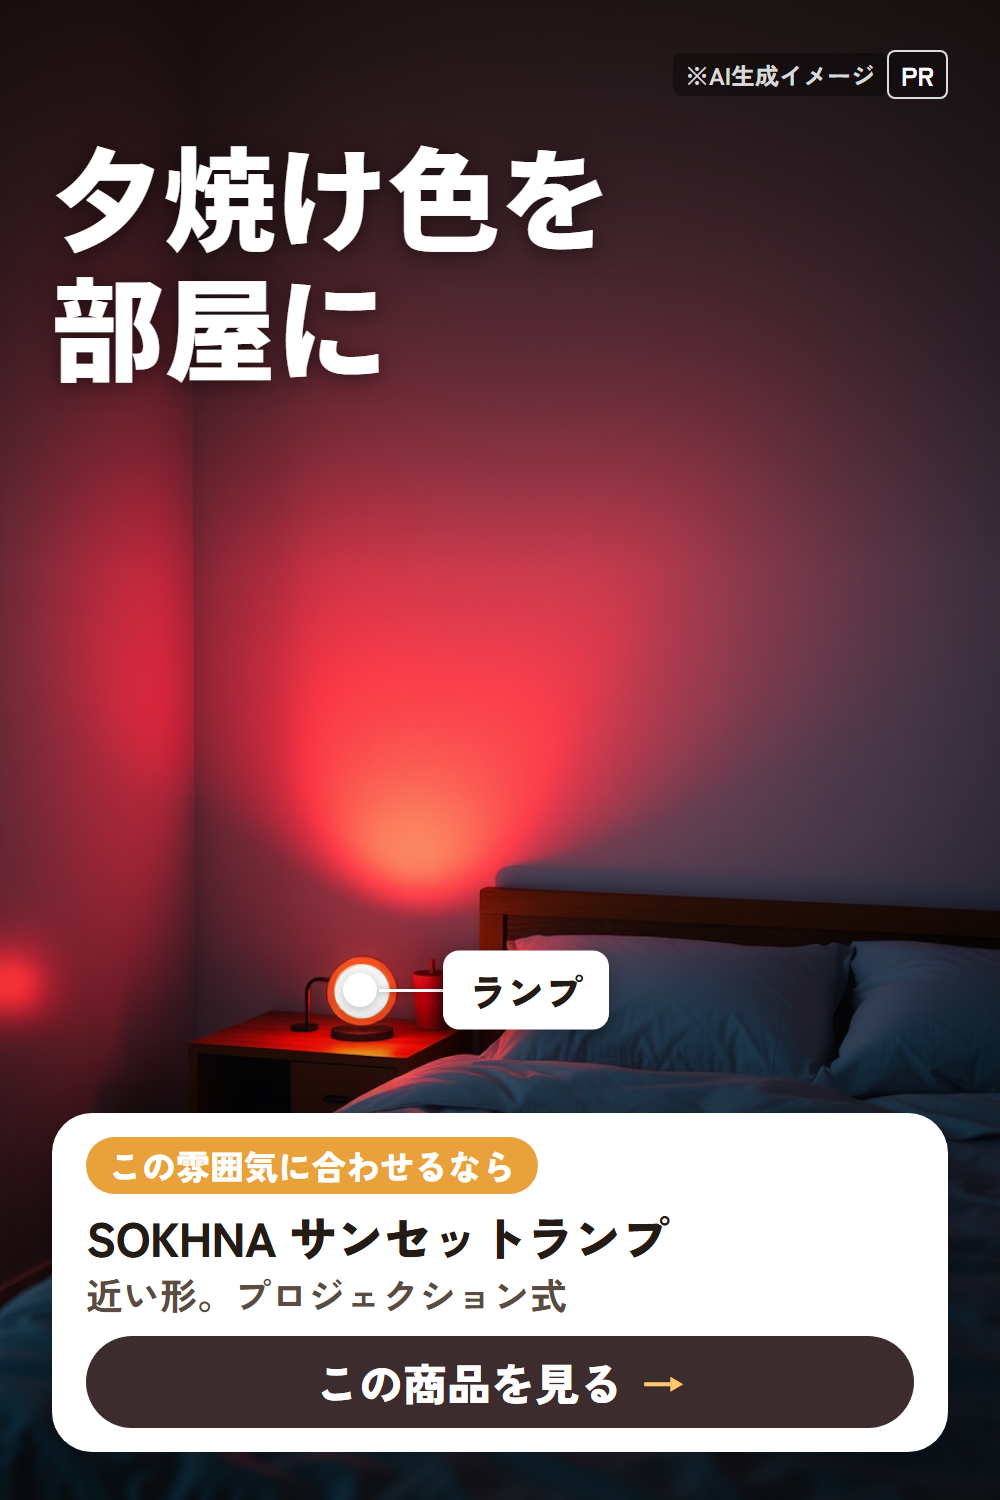 ※AI生成イメージ PR
夕焼け色を
部屋に
ランプ
この雰囲気に合わせるなら
SOKHNA サンセットランプ
近い形。プロジェクション式
この商品を見る →